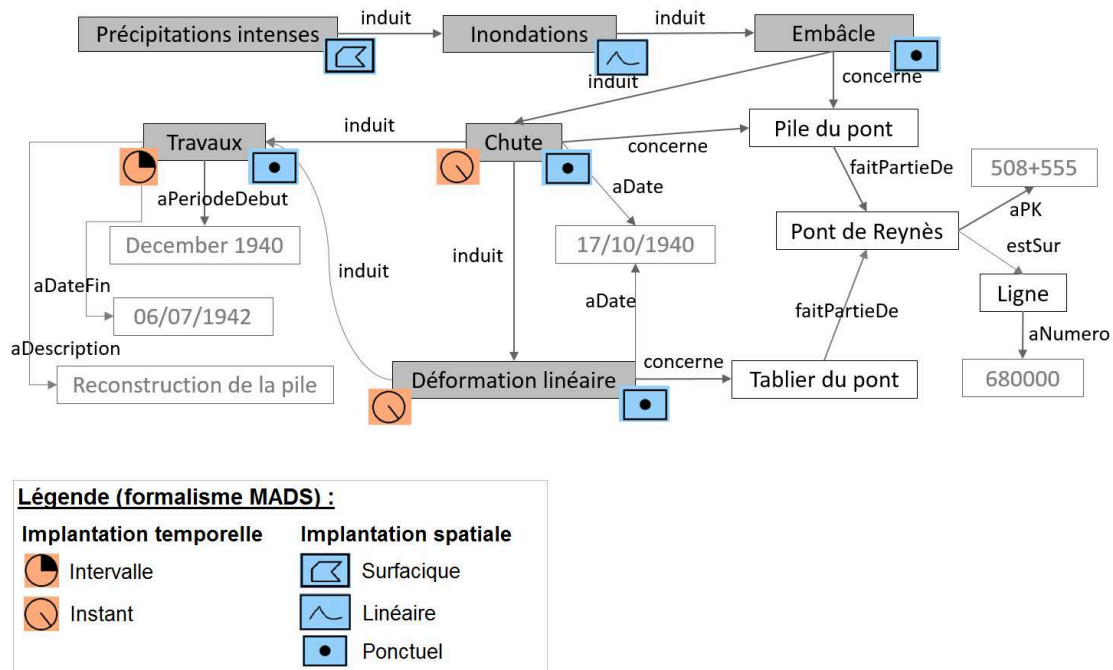 induit
induit
Précipitations intenses
Inondations
Embâcle
induit
concerne
induit
Travaux
Chute
Pile du pont
concerne
faitPartieDe
508+555
aDate
aPK
aPeriodeDebut
December 1940
17/10/1940
Pont de Reynès
induit
induit
estSur
aDateFin
aDate
Ligne
06/07/1942
faitPartieDe
aNumero
aDescription
concerne
Reconstruction de la pile
Déformation linéaire
Tablier du pont
680000
Légende (formalisme MADS) :
Implantation temporelle
Implantation spatiale
Intervalle
Surfacique
Instant
Linéaire
Ponctuel